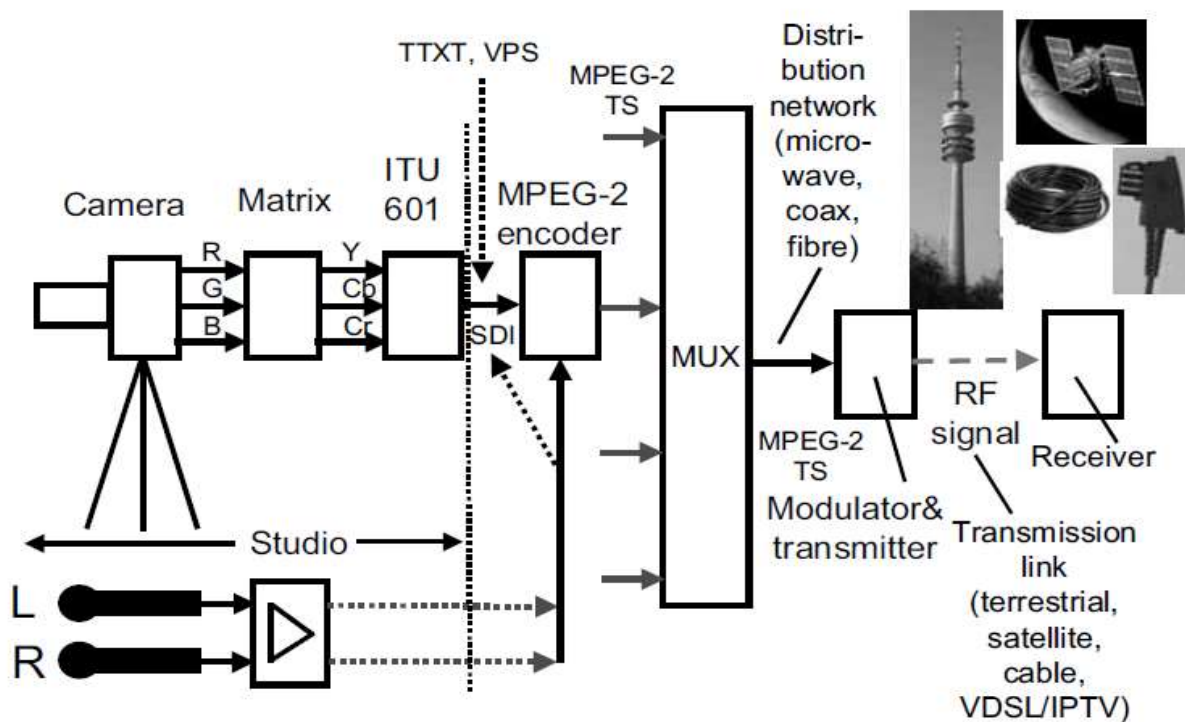 TTXT, VPS
MPEG-2
TS
Distri-
bution
network
(micro-
wave,
coax,
fibre)
Camera
Matrix
ITU
601
MPEG-2
encoder
R
G
B
Y
Cb
Cr
SDI
MUX
MPEG-2
TS
Modulator&
transmitter
RF
signal
Receiver
Transmission
link
(terrestrial,
satellite,
cable,
VDSL/IPTV)
Studio
L
R